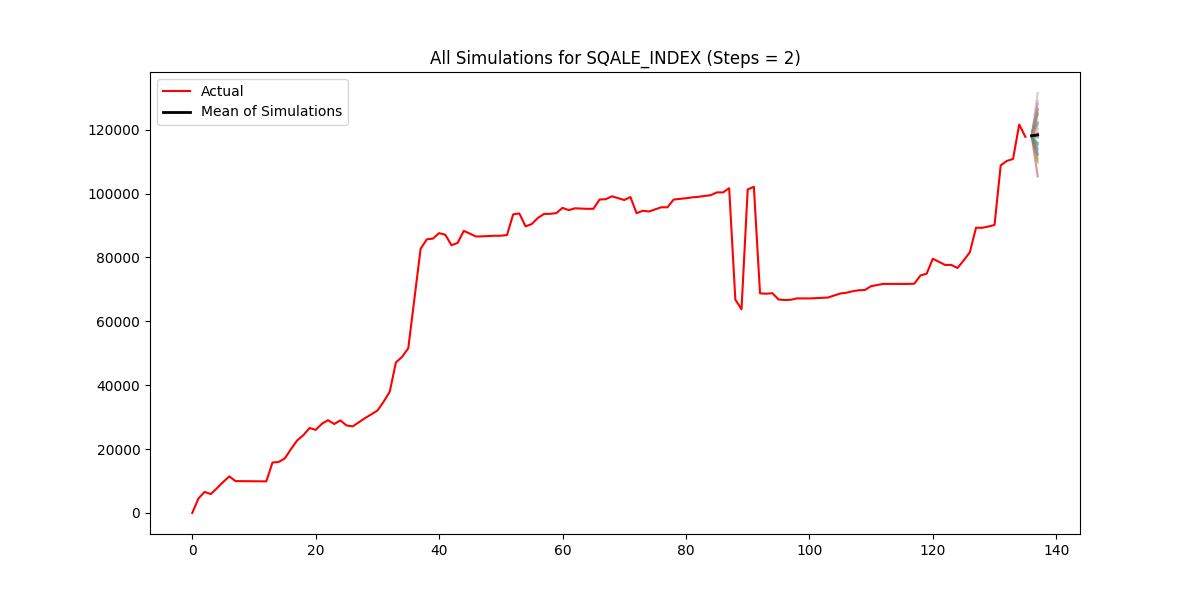 All Simulations for SQALE_INDEX (Steps = 2)
Actual
Mean of Simulations
120000
100000
80000
60000
40000
20000
0
0 20 40 60 80 100 120 140